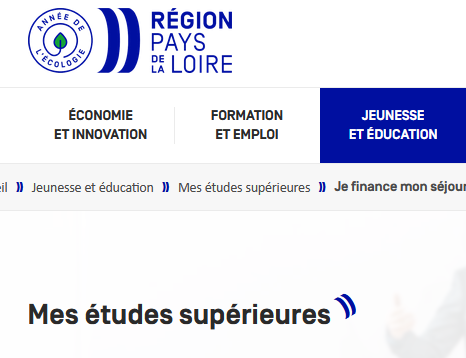 ANNÉE DE
L'ÉCOLOGIE
RÉGION
PAYS
DE LA LOIRE
ÉCONOMIE
ET INNOVATION
FORMATION
ET EMPLOI
JEUNESSE
ET ÉDUCATION
il Jeunesse et éducation Mes études supérieures Je finance mon séjour
Mes études supérieures